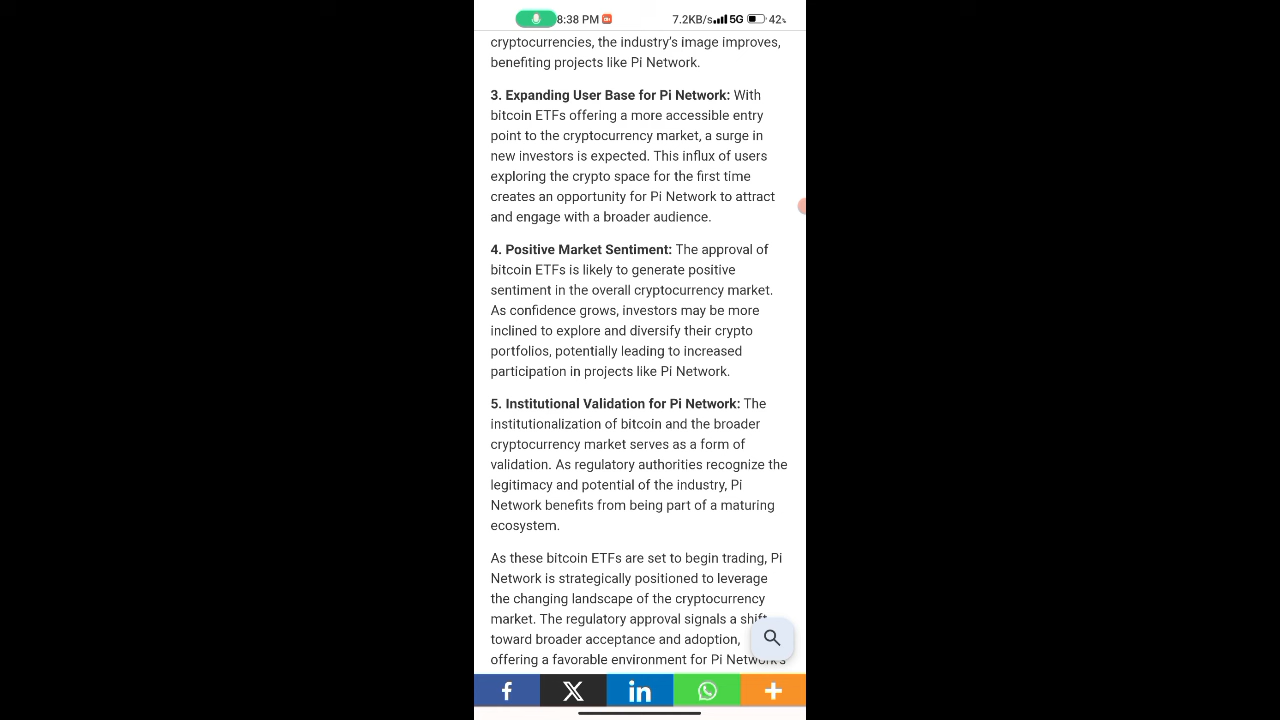 8:38 PM 7.2KB/s 5G 42%
cryptocurrencies, the industry's image improves,
benefiting projects like Pi Network.
3. Expanding User Base for Pi Network: With
bitcoin ETFs offering a more accessible entry
point to the cryptocurrency market, a surge in
new investors is expected. This influx of users
exploring the crypto space for the first time
creates an opportunity for Pi Network to attract
and engage with a broader audience.
4. Positive Market Sentiment: The approval of
bitcoin ETFs is likely to generate positive
sentiment in the overall cryptocurrency market.
As confidence grows, investors may be more
inclined to explore and diversify their crypto
portfolios, potentially leading to increased
participation in projects like Pi Network.
5. Institutional Validation for Pi Network: The
institutionalization of bitcoin and the broader
cryptocurrency market serves as a form of
validation. As regulatory authorities recognize the
legitimacy and potential of the industry, Pi
Network benefits from being part of a maturing
ecosystem.
As these bitcoin ETFs are set to begin trading, Pi
Network is strategically positioned to leverage
the changing landscape of the cryptocurrency
market. The regulatory approval signals a shift
toward broader acceptance and adoption,
offering a favorable environment for Pi Network's